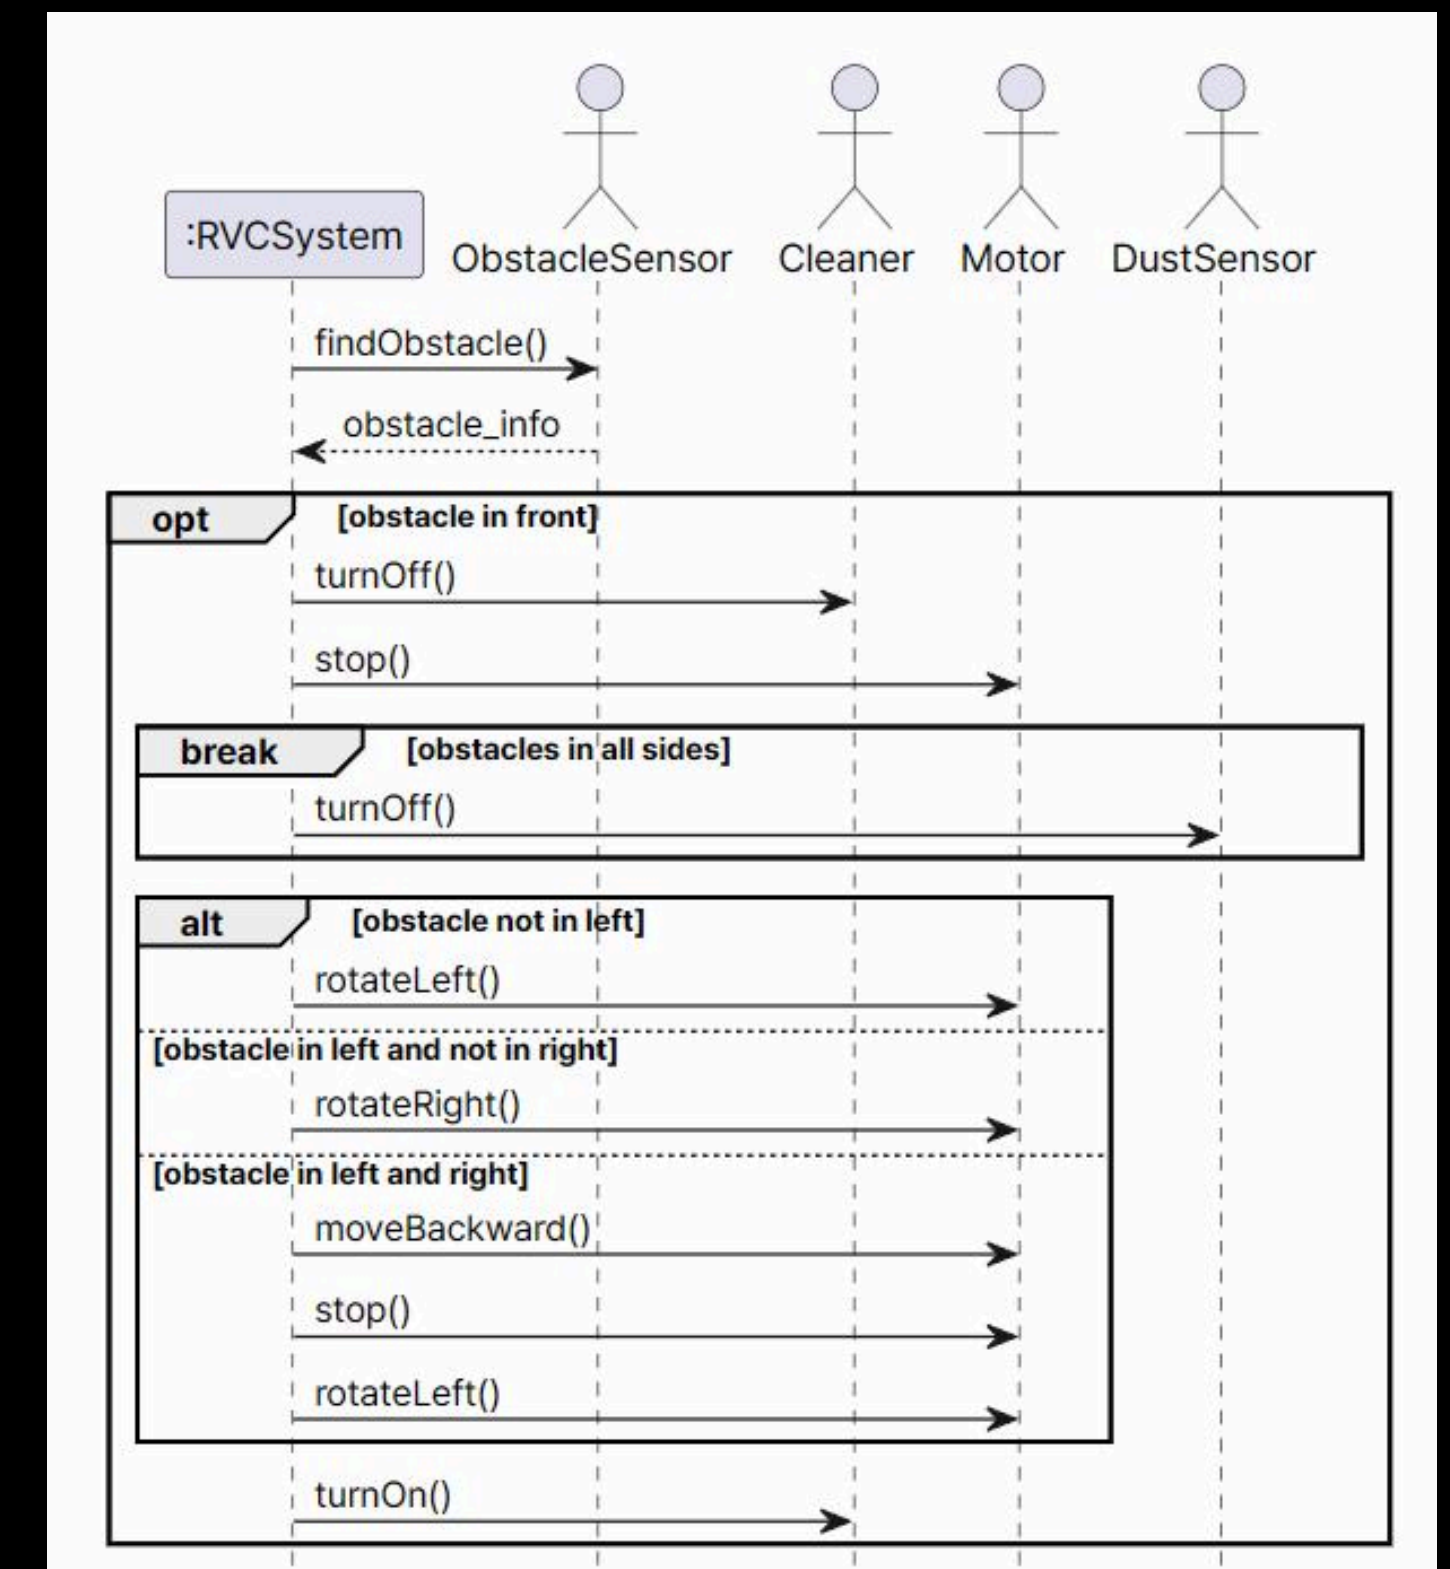 :RVCSystem
ObstacleSensor
Cleaner
Motor
DustSensor
findObstacle()
obstacle_info
opt
[obstacle in front]
turnOff()
stop()
break
[obstacles in all sides]
turnOff()
alt
[obstacle not in left]
rotateLeft()
[obstacle in left and not in right]
rotateRight()
[obstacle in left and right]
moveBackward()
stop()
rotateLeft()
turnOn()